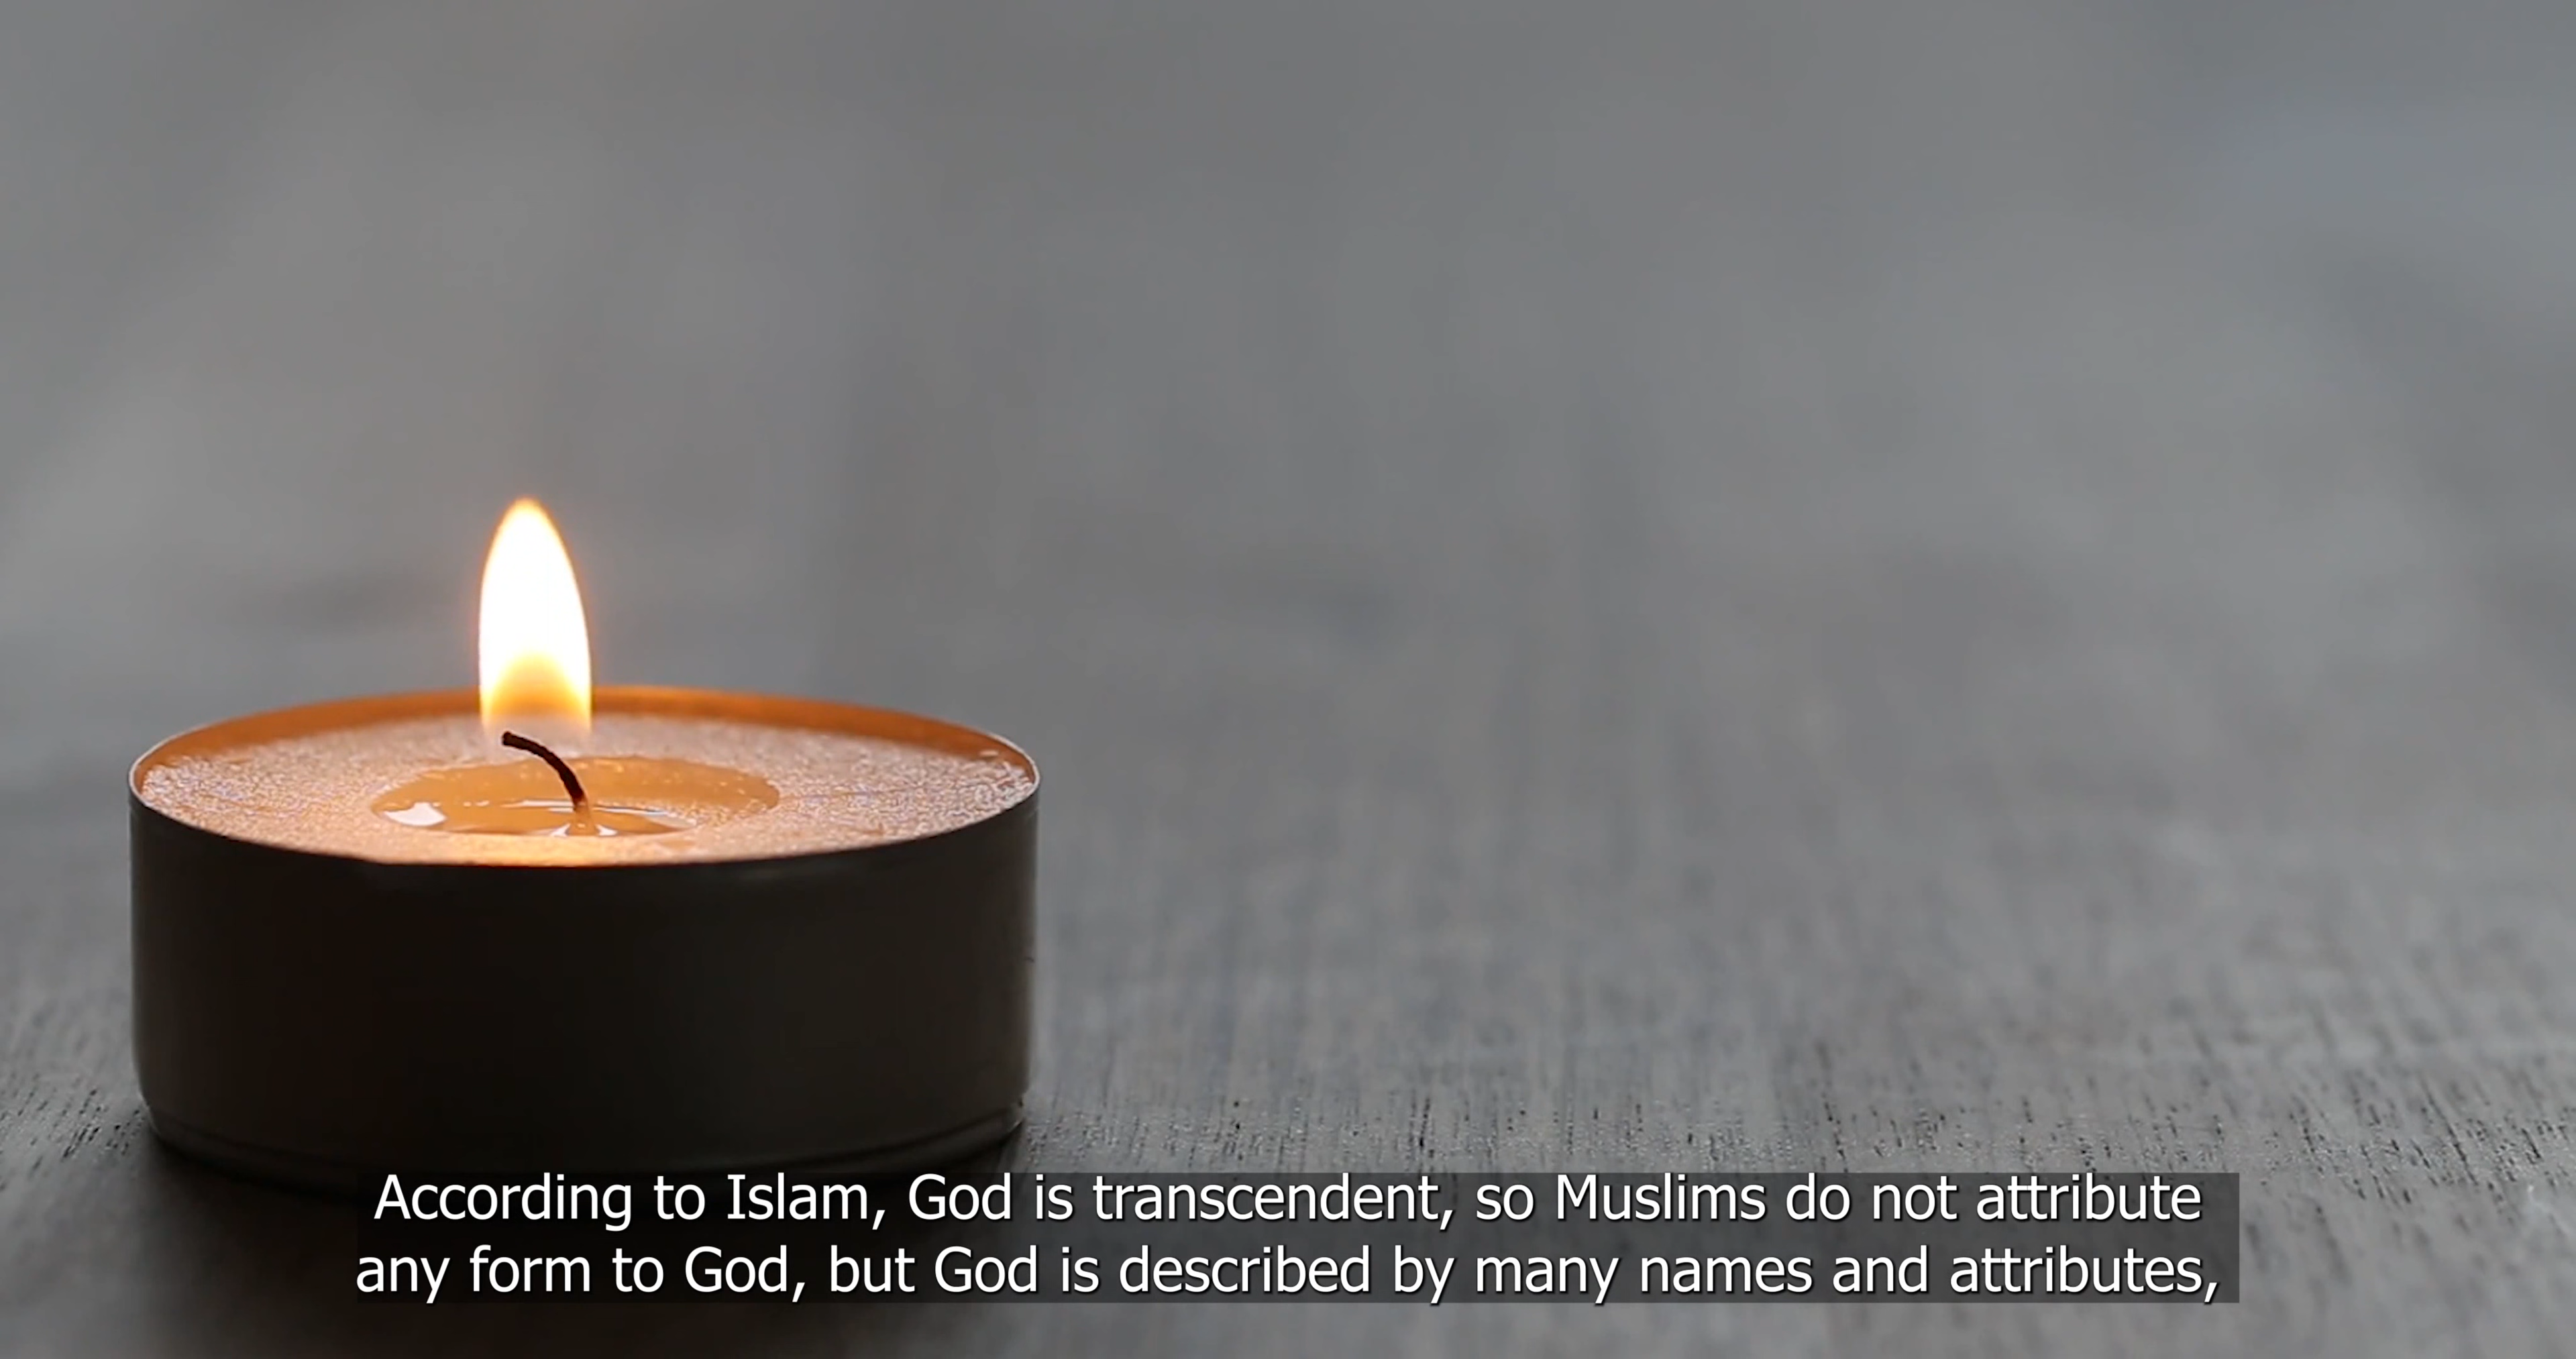 According to Islam, God is transcendent, so Muslims do not attribute
any form to God, but God is described by many names and attributes,